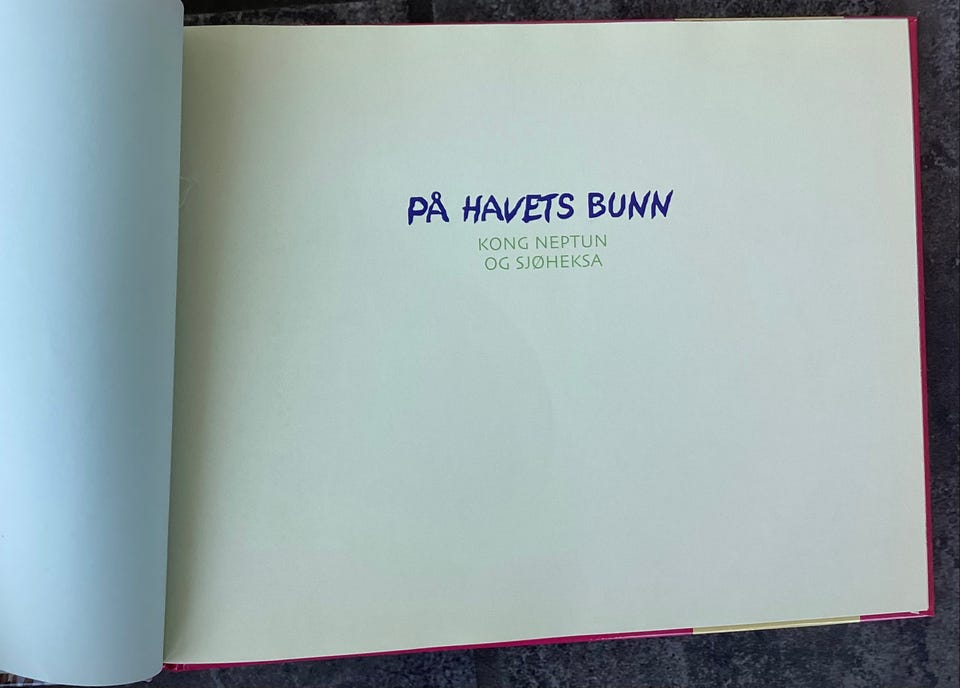 PÅ HAVETS BUNN
KONG NEPTUN
OG SJØHEKSA